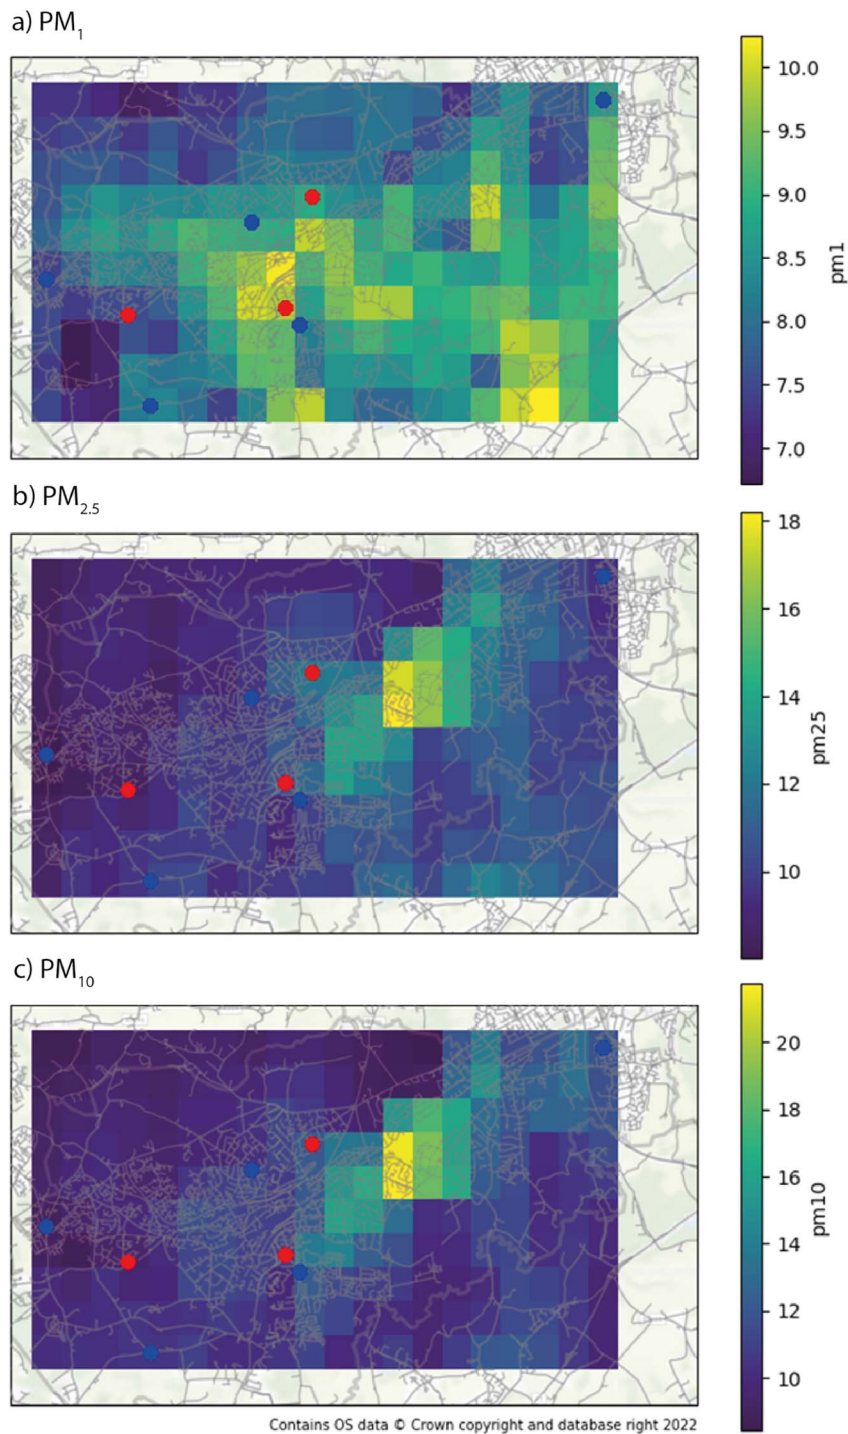 a) PM₁
10.0
9.5
9.0
8.5
8.0
7.5
7.0
pm1
b) PM₂.₅
18
16
14
12
10
pm25
c) PM₁₀
20
18
16
14
12
10
pm10
Contains OS data © Crown copyright and database right 2022